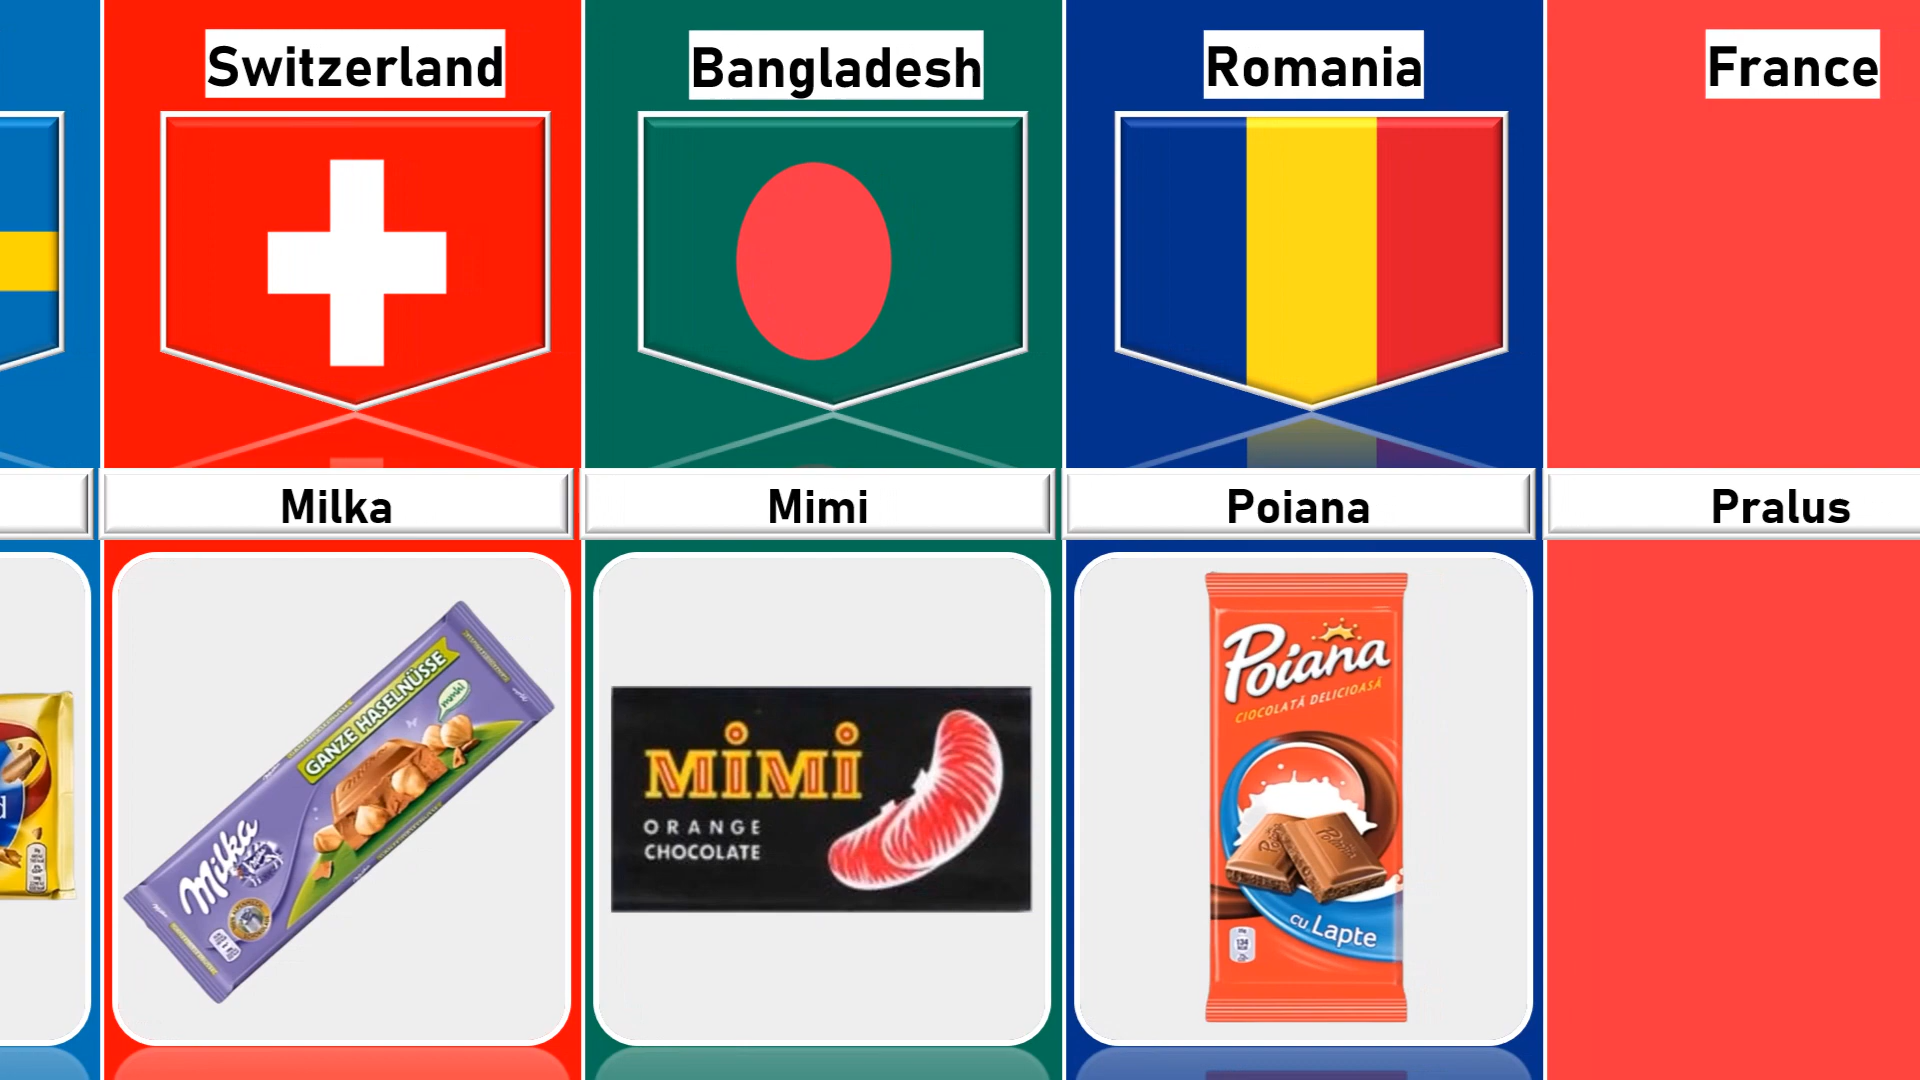 Switzerland
Bangladesh
Romania
France
Milka
Mimi
Poiana
Pralus
GANZE HASELNÜSSE
Milka
MiMi
ORANGE
CHOCOLATE
Poiana
CIOCOLATĂ DELICIOASĂ
cu Lapte